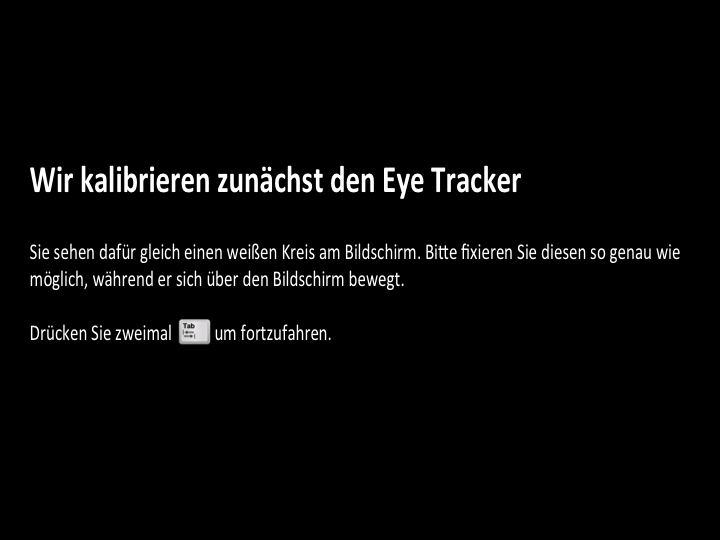 Wir kalibrieren zunächst den Eye Tracker
Sie sehen dafür gleich einen weißen Kreis am Bildschirm. Bitte fixieren Sie diesen so genau wie
möglich, während er sich über den Bildschirm bewegt.
Drücken Sie zweimal Tab um fortzufahren.